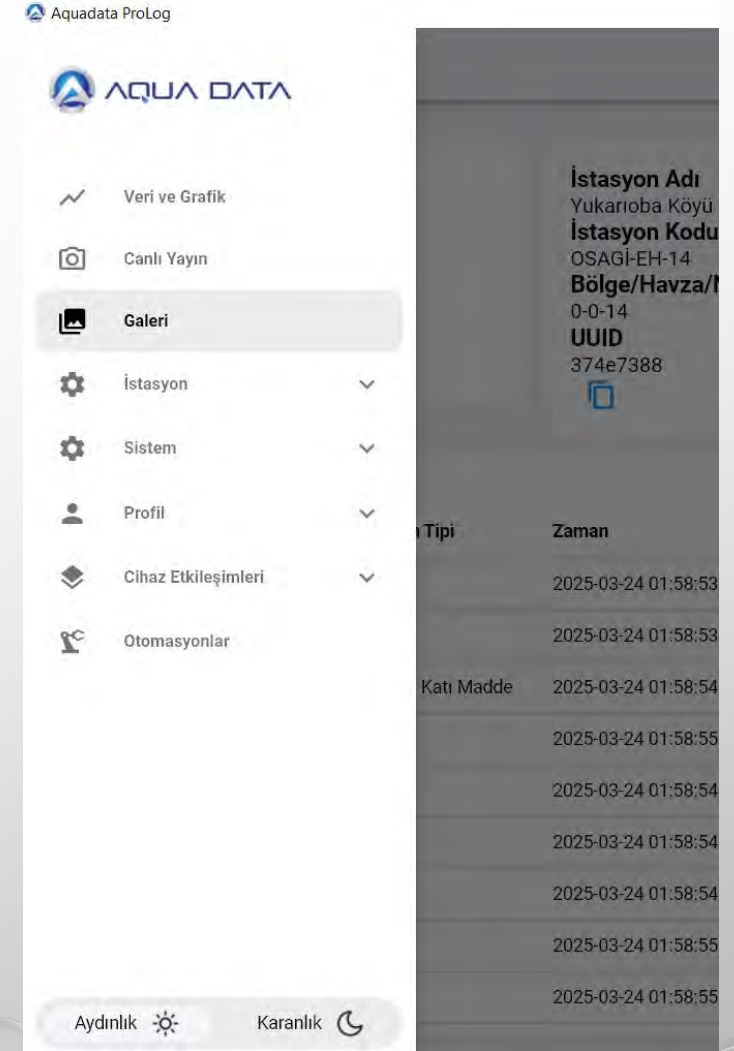 Aquadata ProLog
AQUA DATA
Veri ve Grafik
Canlı Yayın
Galeri
İstasyon
Sistem
Profil
Cihaz Etkileşimleri
Otomasyonlar
Aydınlık
Karanlık
İstasyon Adı
Yukarıoba Köyü
İstasyon Kodu
OSAGİ-EH-14
Bölge/Havza/
0-0-14
UUID
374e7388
Tipi
Zaman
2025-03-24 01:58:53
2025-03-24 01:58:53
Katı Madde
2025-03-24 01:58:54
2025-03-24 01:58:55
2025-03-24 01:58:54
2025-03-24 01:58:54
2025-03-24 01:58:54
2025-03-24 01:58:55
2025-03-24 01:58:55